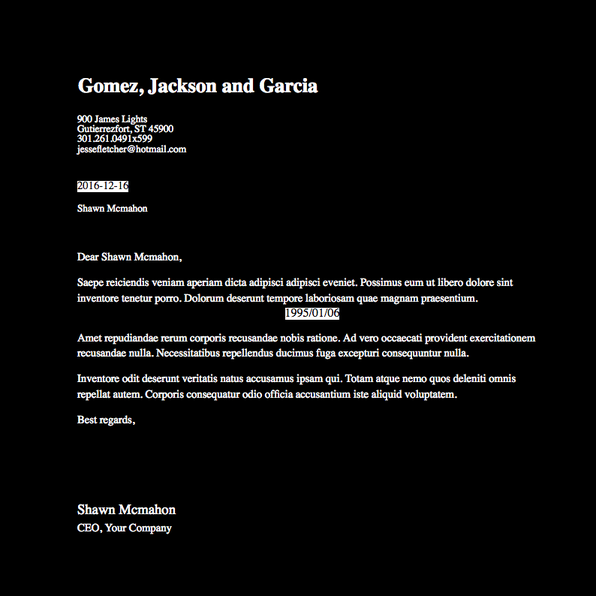 Gomez, Jackson and Garcia
900 James Lights
Gutierrezfort, ST 45900
301.261.0491x599
jessefletcher@hotmail.com
2016-12-16
Shawn Mcmahon
Dear Shawn Mcmahon,
Saepe reiciendis veniam aperiam dicta adipisci adipisci eveniet. Possimus eum ut libero dolore sint
inventore tenetur porro. Dolorum deserunt tempore laboriosam quae magnam praesentium.
1995/01/06
Amet repudiandae rerum corporis recusandae nobis ratione. Ad vero occaecati provident exercitationem
recusandae nulla. Necessitatibus repellendus ducimus fuga excepturi consequuntur nulla.
Inventore odit deserunt veritatis natus accusamus ipsam qui. Totam atque nemo quos deleniti omnis
repellat autem. Corporis consequatur odio officia accusantium iste aliquid voluptatem.
Best regards,
Shawn Mcmahon
CEO, Your Company